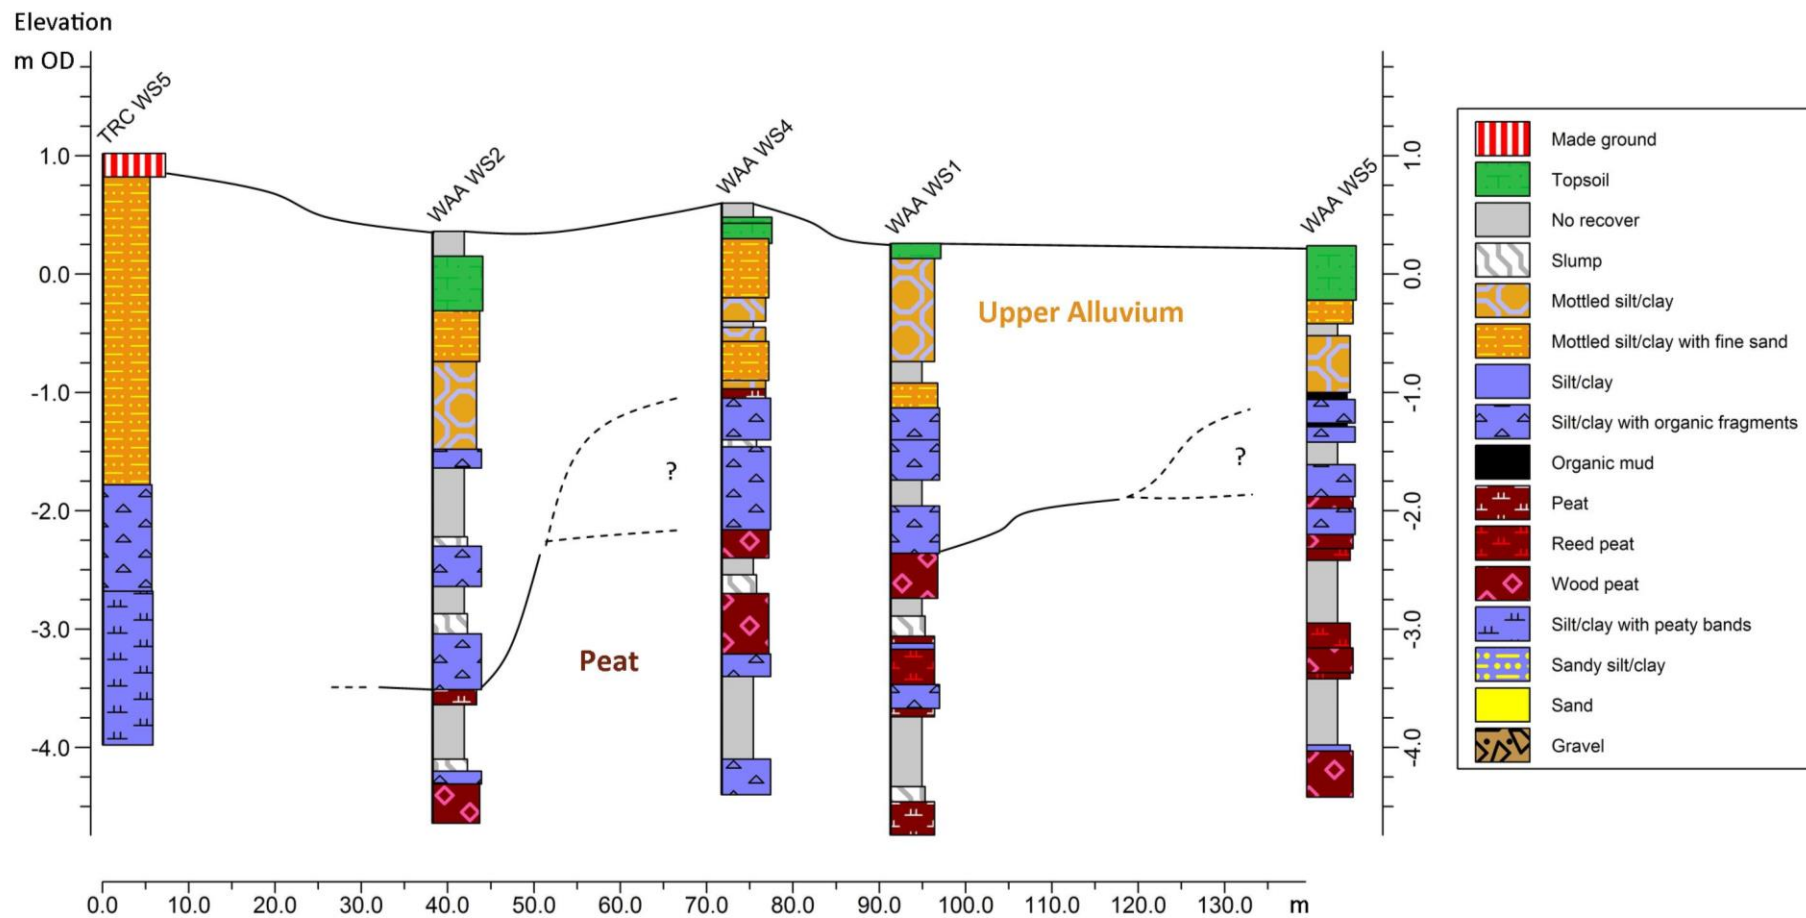 Elevation
m OD
TRC WS5
WAA WS2
WAA WS4
WAA WS1
WAA WS5
1.0
0.0
-1.0
-2.0
-3.0
-4.0
1.0
0.0
-1.0
-2.0
-3.0
-4.0
Upper Alluvium
?
?
Peat
0.0 10.0 20.0 30.0 40.0 50.0 60.0 70.0 80.0 90.0 100.0 110.0 120.0 130.0 m
Made ground
Topsoil
No recover
Slump
Mottled silt/clay
Mottled silt/clay with fine sand
Silt/clay
Silt/clay with organic fragments
Organic mud
Peat
Reed peat
Wood peat
Silt/clay with peaty bands
Sandy silt/clay
Sand
Gravel